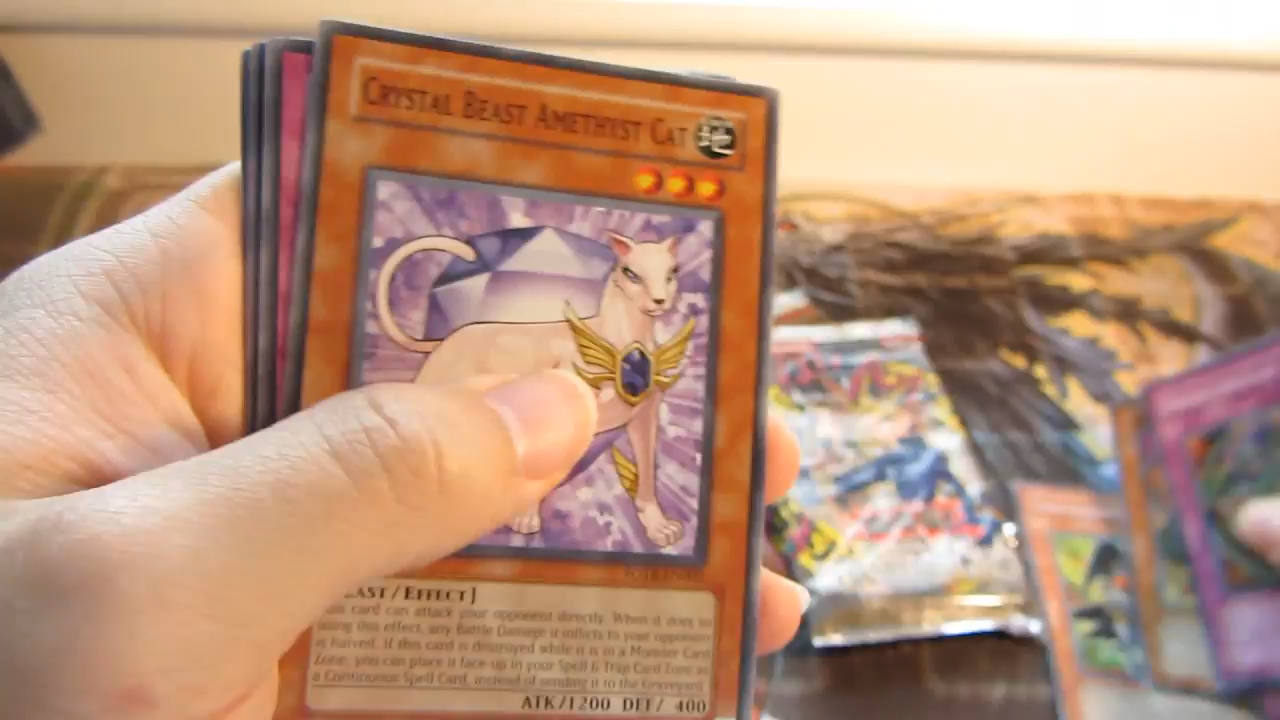 CRYSTAL BEAST AMETHYST CAT
地
EAST / EFFECT]
This card can attack your opponent directly. When it does so
using this effect, any Battle Damage it inflicts to your opponent
is halved. If this card is destroyed while it is in a Monster Card
Zone, you can place it face-up in your Spell & Trap Card Zone as
a Continuous Spell Card, instead of sending it to the Graveyard.
ATK/1200 DEF/ 400